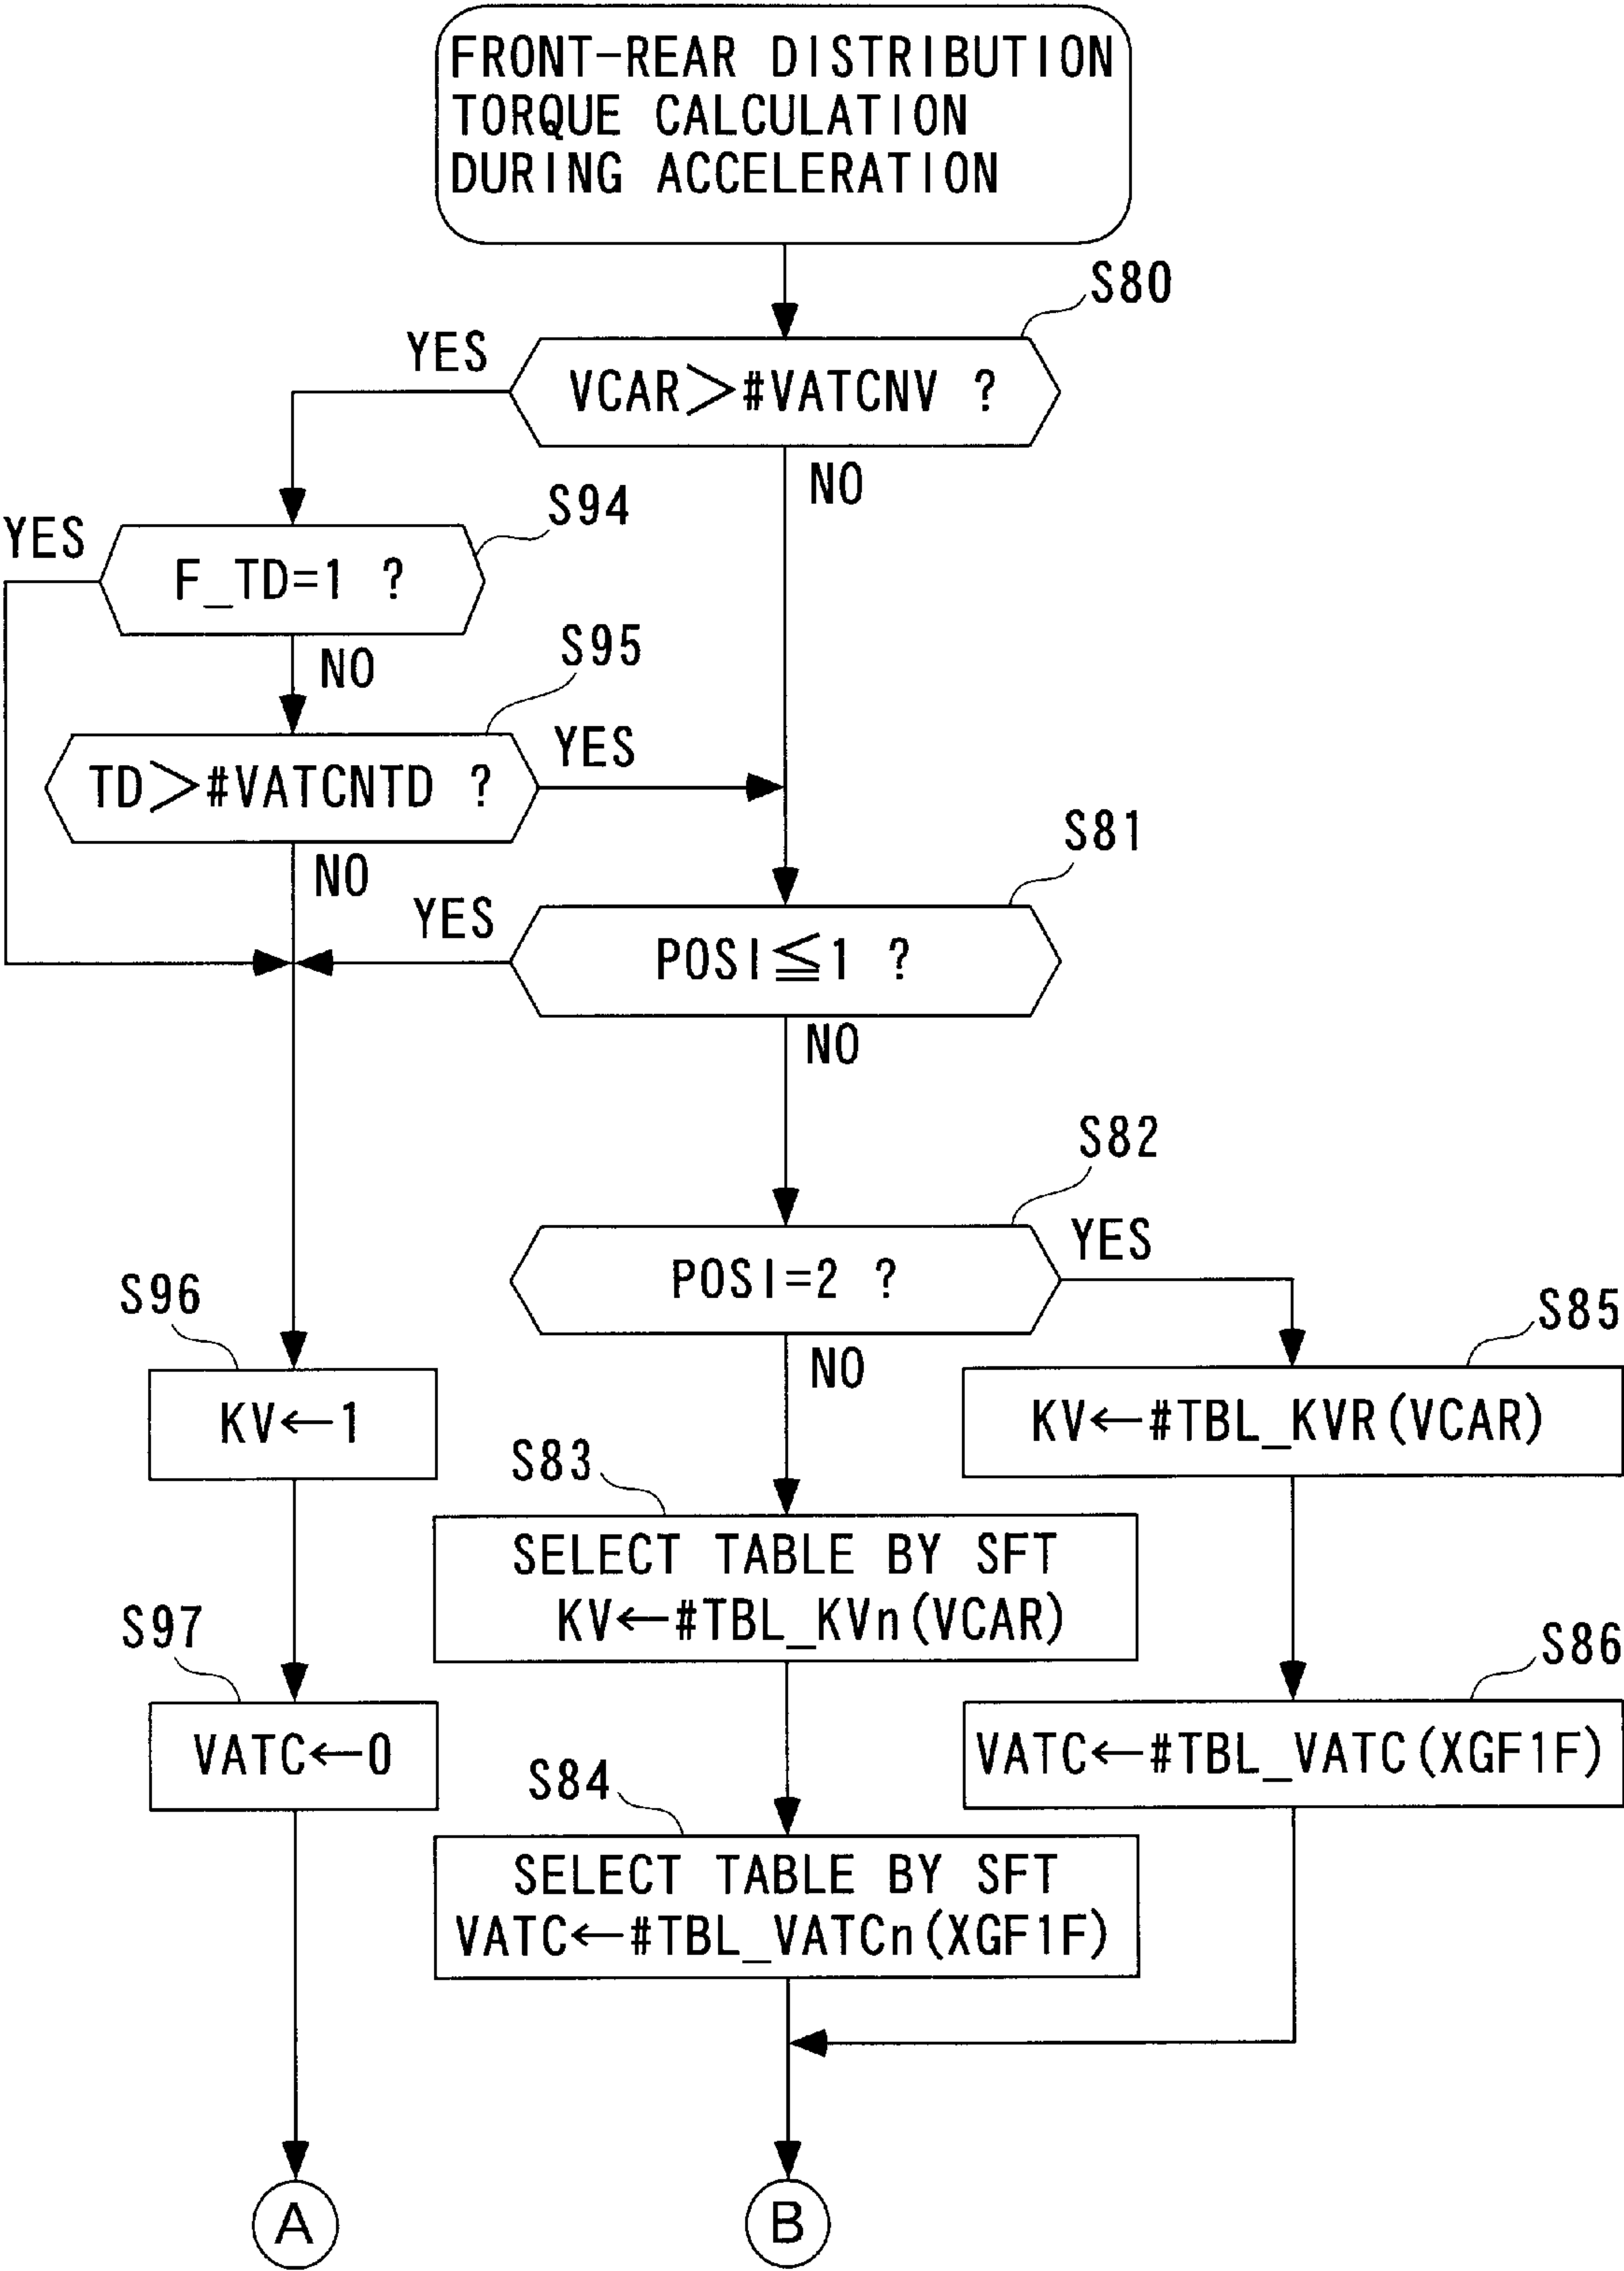 FRONT-REAR DISTRIBUTION
TORQUE CALCULATION
DURING ACCELERATION
S80
YES
VCAR>#VATCNV ?
NO
S94
YES
F_TD=1 ?
NO
S95
TD>#VATCNTD ?
YES
NO
S81
YES
POSI≦1 ?
NO
S82
POSI=2 ?
YES
NO
S96
KV←1
S85
KV←#TBL_KVR(VCAR)
S83
SELECT TABLE BY SFT
KV←#TBL_KVn(VCAR)
S97
VATC←0
S86
VATC←#TBL_VATC(XGF1F)
S84
SELECT TABLE BY SFT
VATC←#TBL_VATCn(XGF1F)
A
B